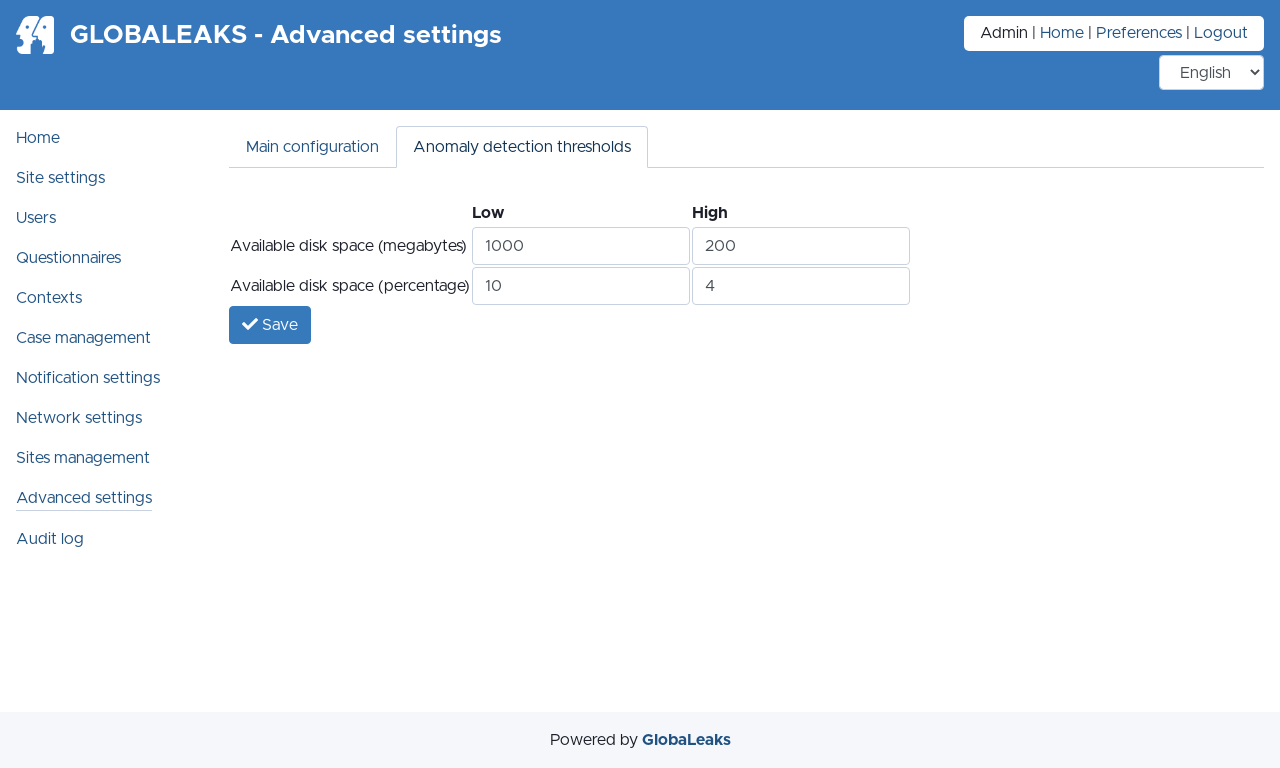 GLOBALEAKS - Advanced settings
Admin | Home | Preferences | Logout
English
Home
Site settings
Users
Questionnaires
Contexts
Case management
Notification settings
Network settings
Sites management
Advanced settings
Audit log
Main configuration
Anomaly detection thresholds
Low High
Available disk space (megabytes) 1000 200
Available disk space (percentage) 10 4
Save
Powered by GlobaLeaks